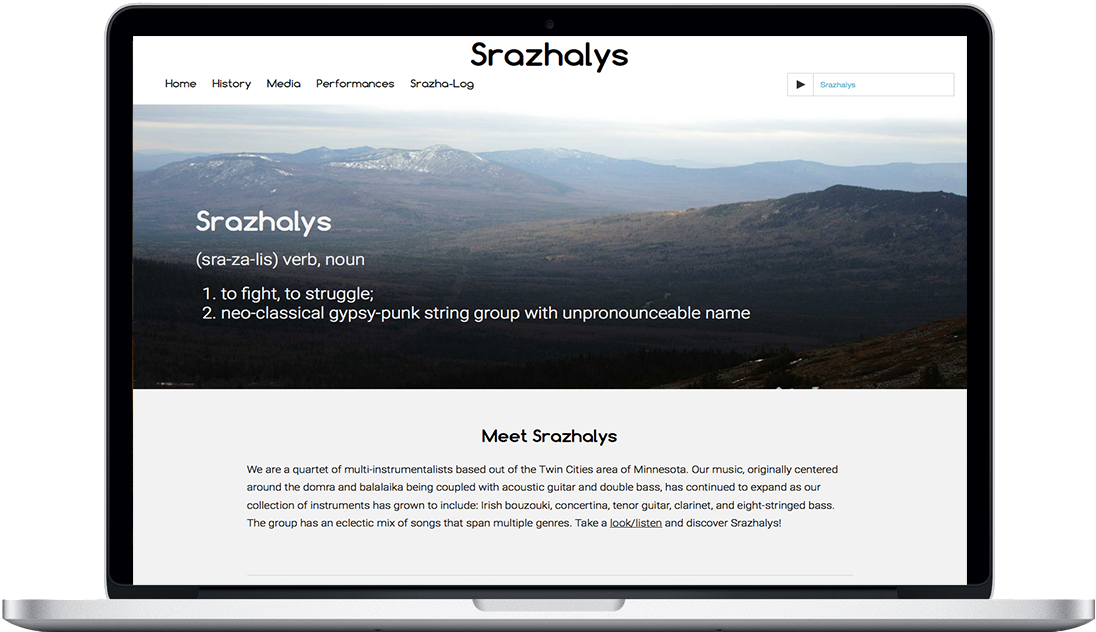 Srazhalys
Home History Media Performances Srazha-Log
Srazhalys
Srazhalys
(sra-za-lis) verb, noun
1. to fight, to struggle;
2. neo-classical gypsy-punk string group with unpronounceable name
Meet Srazhalys
We are a quartet of multi-instrumentalists based out of the Twin Cities area of Minnesota. Our music, originally centered
around the domra and balalaika being coupled with acoustic guitar and double bass, has continued to expand as our
collection of instruments has grown to include: Irish bouzouki, concertina, tenor guitar, clarinet, and eight-stringed bass.
The group has an eclectic mix of songs that span multiple genres. Take a look/listen and discover Srazhalys!